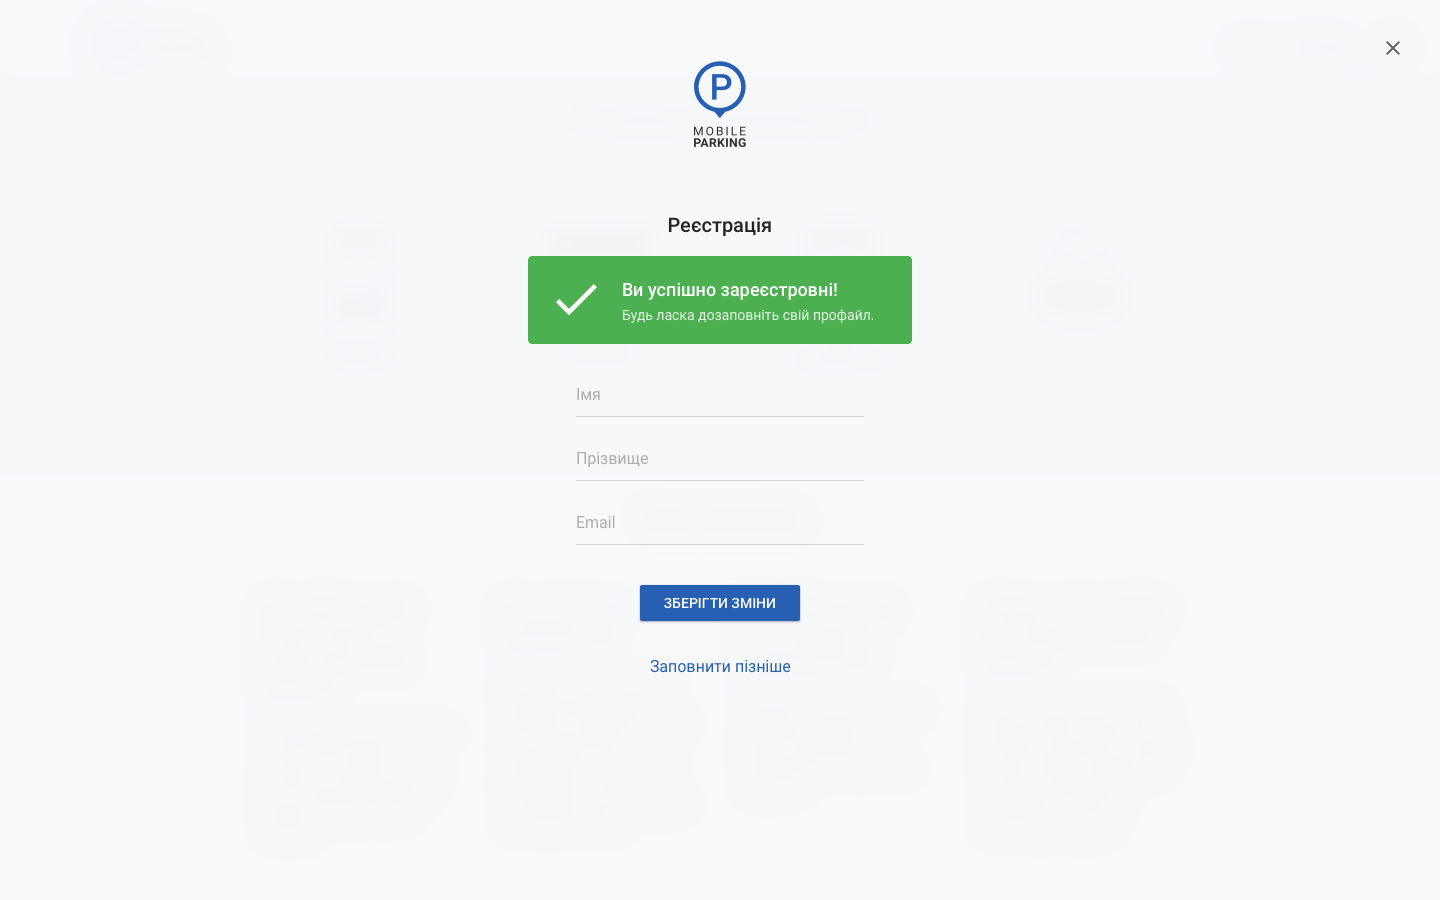 P
MOBILE
PARKING
Реєстрація
Ви успішно зареєстровні!
Будь ласка дозаповніть свій профайл.
Імя
Прізвище
Email
ЗБЕРІГТИ ЗМІНИ
Заповнити пізніше